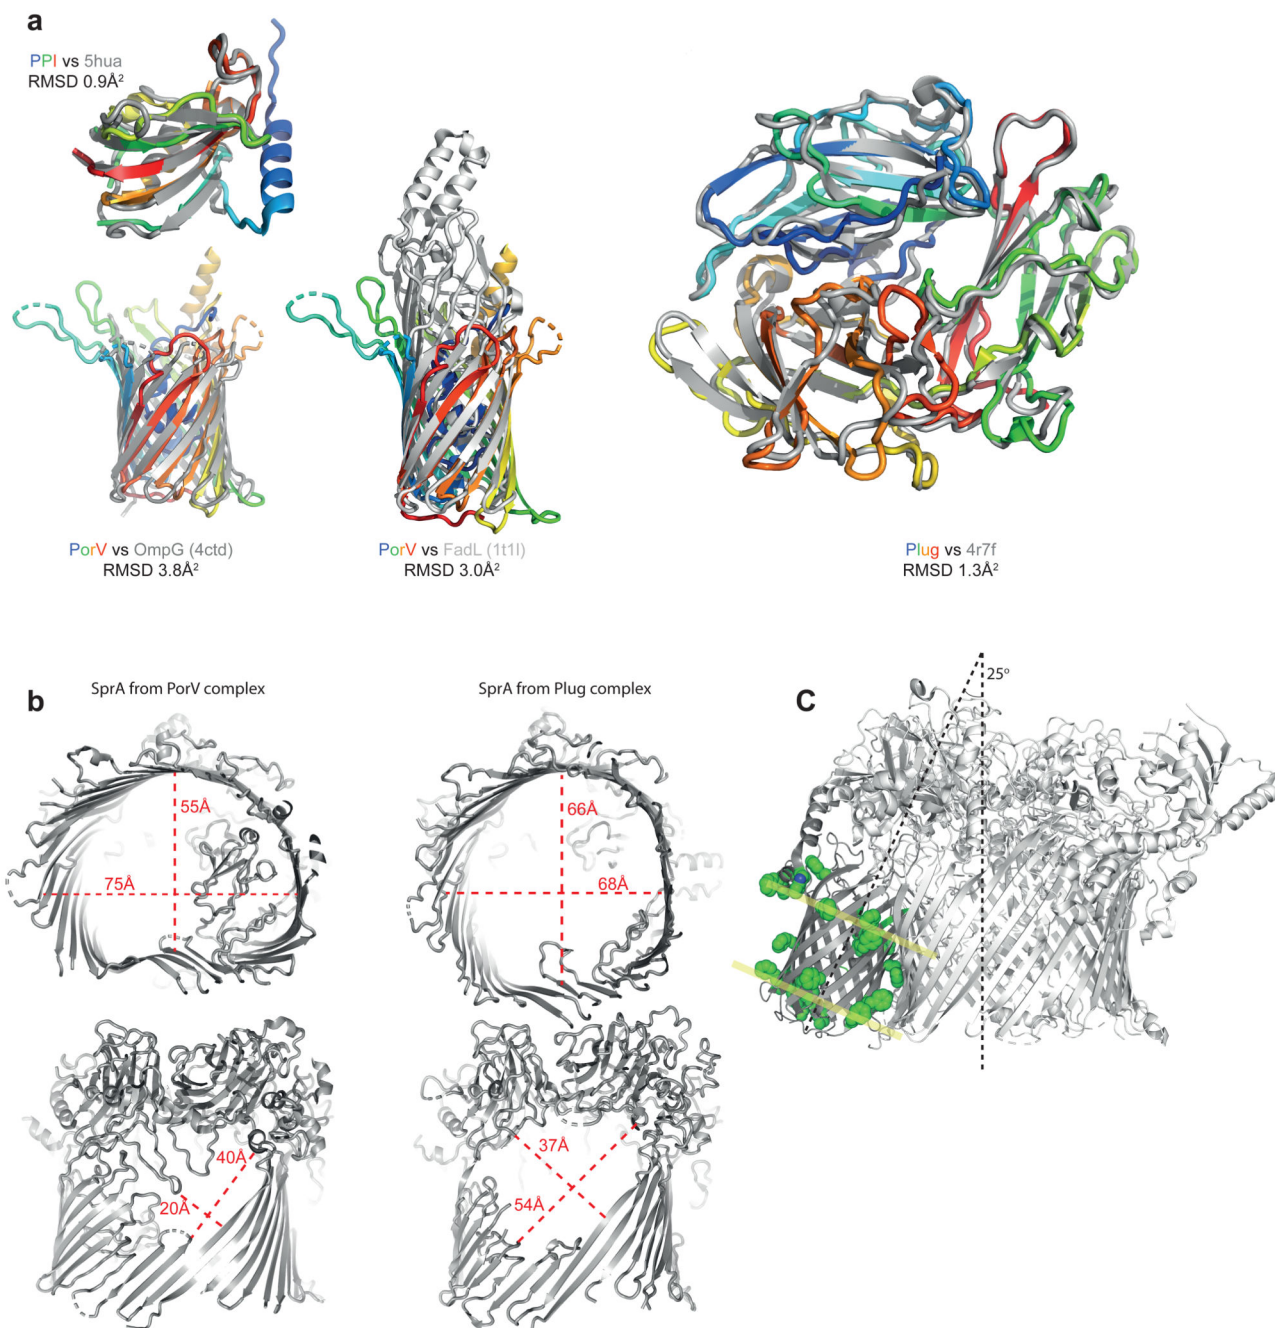 a
PPI vs 5hua
RMSD 0.9Å²
PorV vs OmpG (4ctd)
RMSD 3.8Å²
PorV vs FadL (1t1l)
RMSD 3.0Å²
Plug vs 4r7f
RMSD 1.3Å²
b
SprA from PorV complex
SprA from Plug complex
C
25°
55Å
75Å
66Å
68Å
40Å
20Å
37Å
54Å